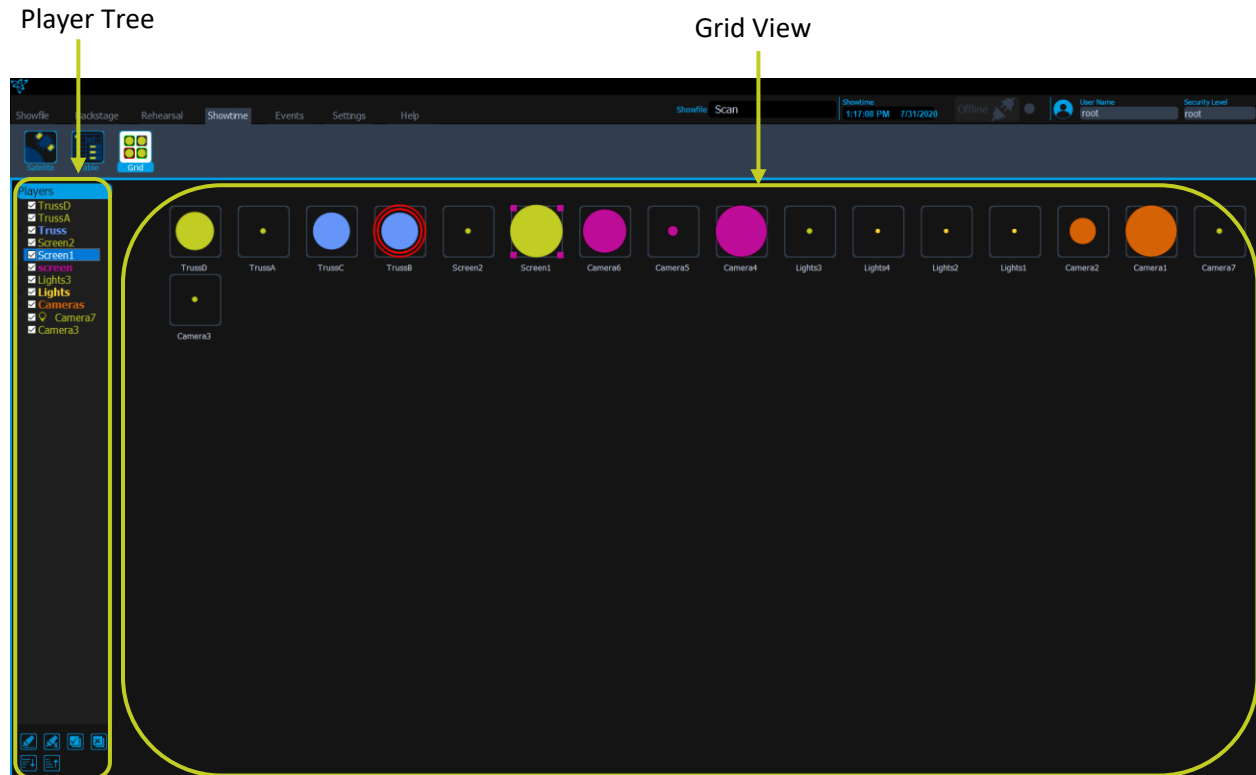 Player Tree
Grid View
Showfile Backstage Rehearsal Showtime Events Settings Help
Showfile Scan
Showtime
1:17:08 PM 7/31/2020
Offline
User Name
root
Security Level
root
Satelite Table Grid
Players
TrussD
TrussA
Truss
Screen2
Screen1
screen
Lights3
Lights
Cameras
Camera7
Camera3
TrussD TrussA TrussC TrussB Screen2 Screen1 Camera6 Camera5 Camera4 Lights3 Lights4 Lights2 Lights1 Camera2 Camera1 Camera7
Camera3